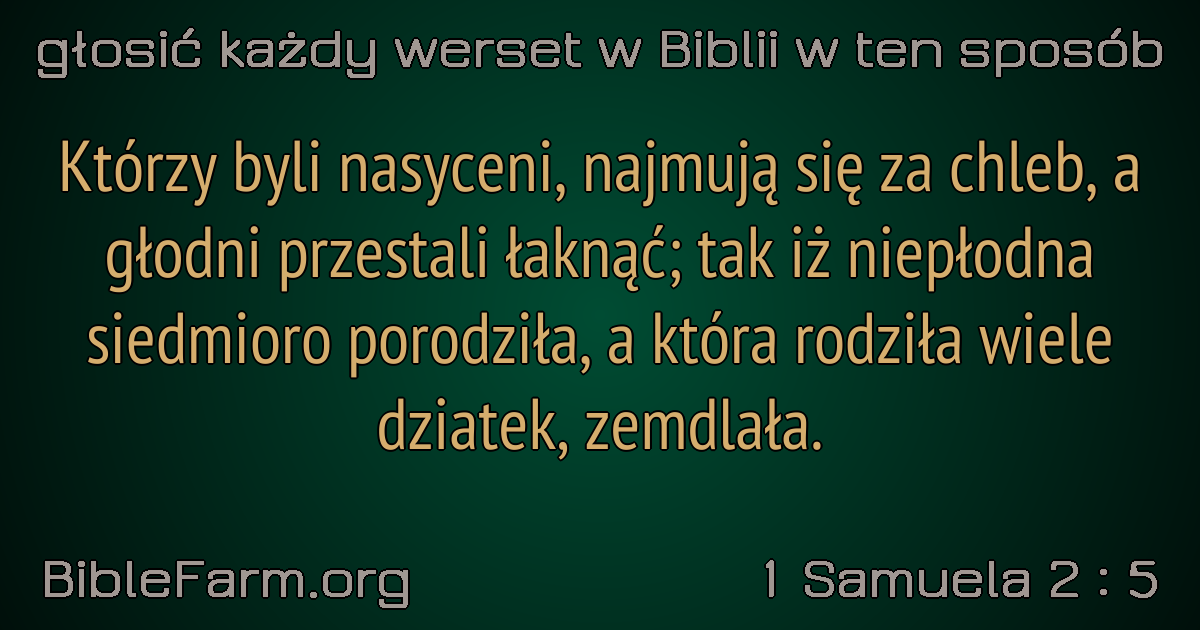 głosić każdy werset w Biblii w ten sposób
Którzy byli nasyceni, najmują się za chleb, a
głodni przestali łaknąć; tak iż niepłodna
siedmioro porodziła, a która rodziła wiele
dziatek, zemdlała.
BibleFarm.org
1 Samuela 2 : 5